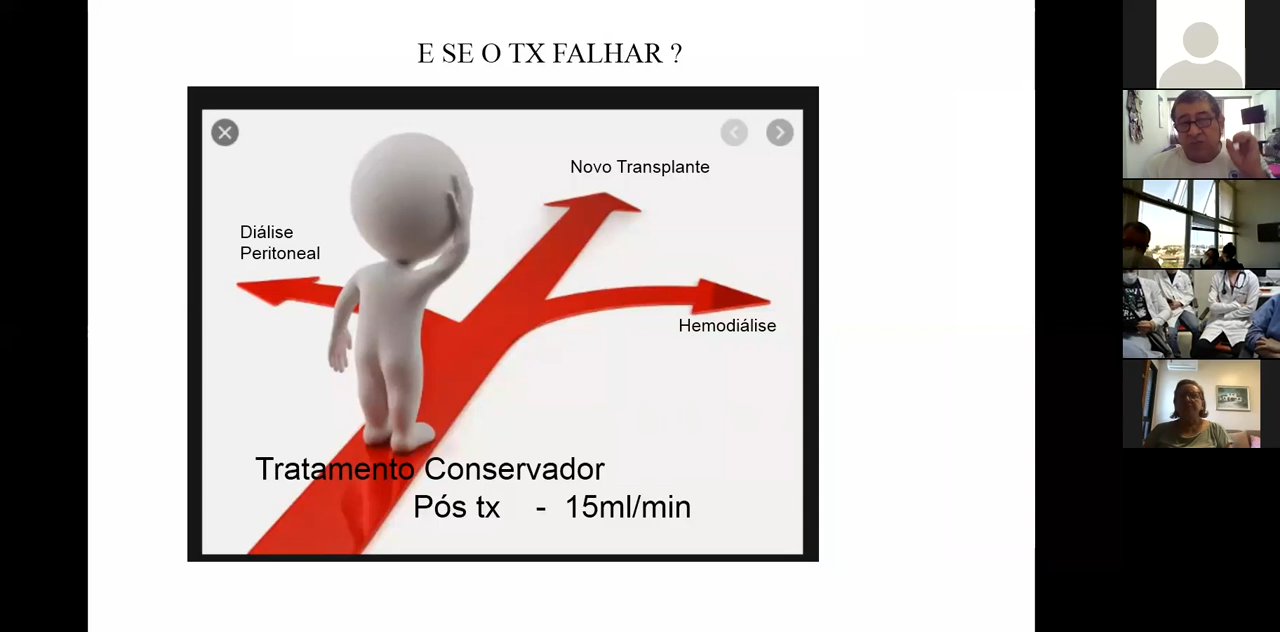 E SE O TX FALHAR ?
Novo Transplante
Diálise
Peritoneal
Hemodiálise
Tratamento Conservador
Pós tx - 15ml/min